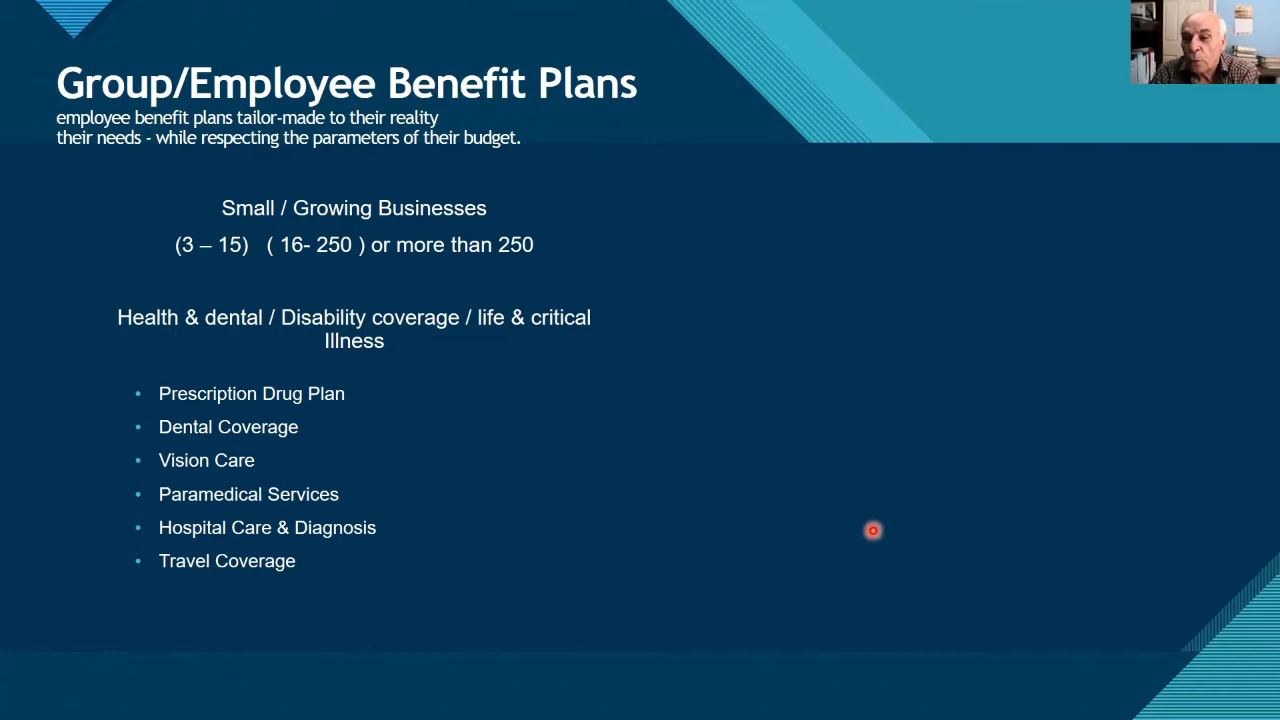 Group/Employee Benefit Plans
employee benefit plans tailor-made to their reality
their needs - while respecting the parameters of their budget.
Small / Growing Businesses
(3 – 15) ( 16- 250 ) or more than 250
Health & dental / Disability coverage / life & critical
Illness
• Prescription Drug Plan
• Dental Coverage
• Vision Care
• Paramedical Services
• Hospital Care & Diagnosis
• Travel Coverage